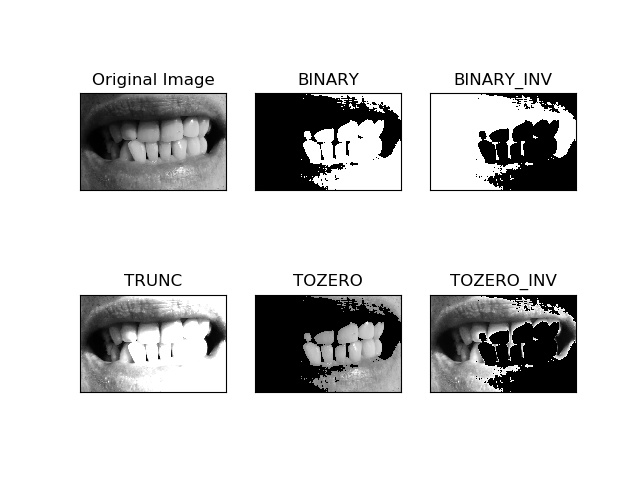 Original Image
BINARY
BINARY_INV
TRUNC
TOZERO
TOZERO_INV